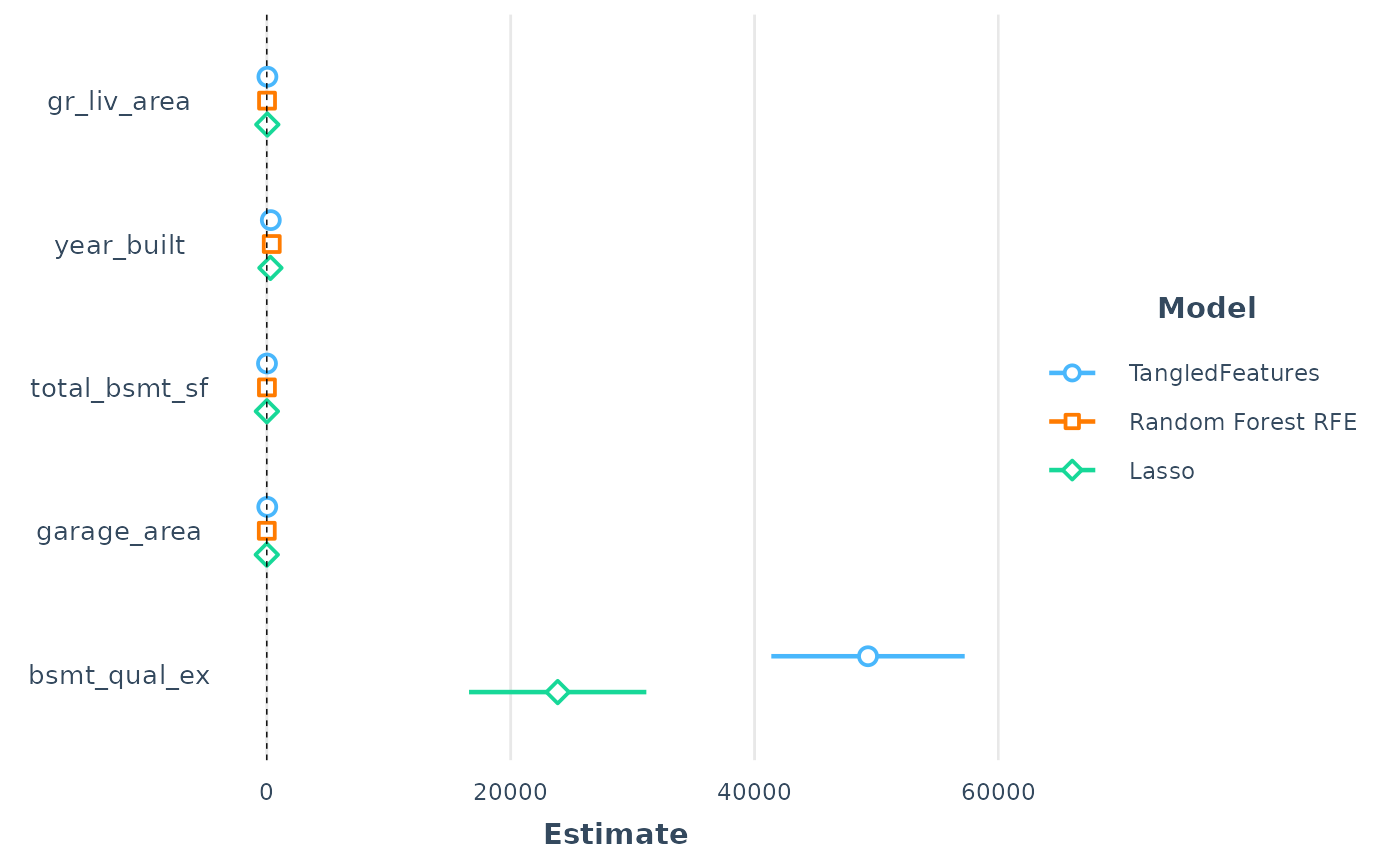 gr_liv_area
year_built
total_bsmt_sf
garage_area
bsmt_qual_ex
0 20000 40000 60000
Estimate
Model
TangledFeatures
Random Forest RFE
Lasso